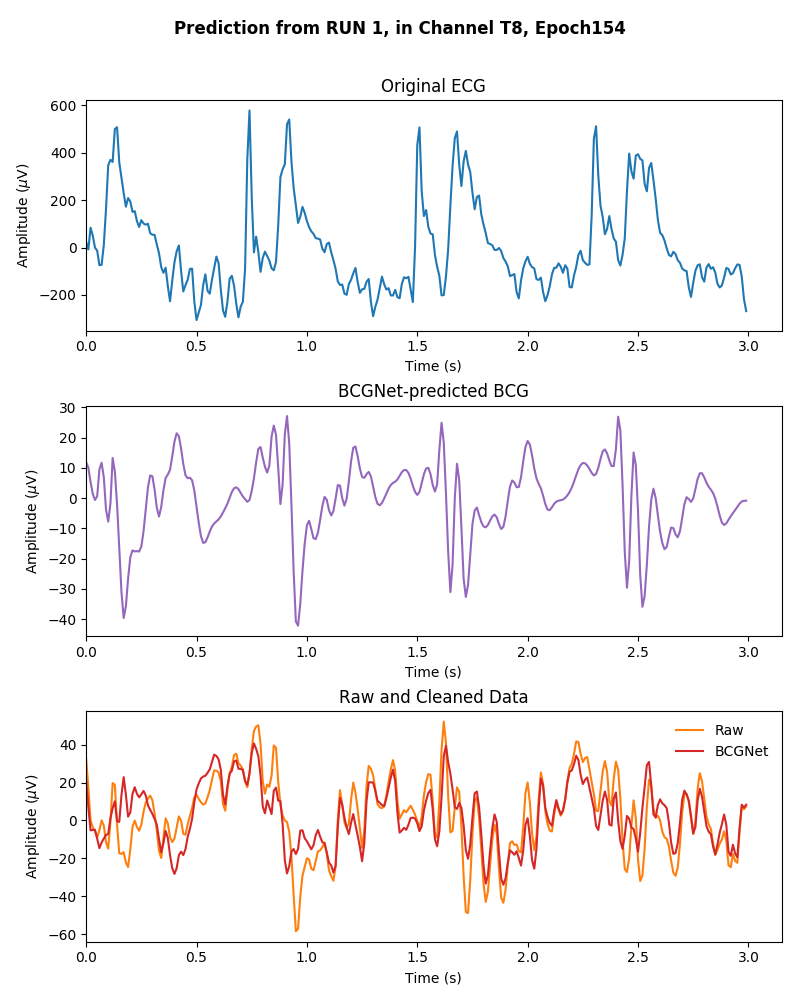 Prediction from RUN 1, in Channel T8, Epoch154
Original ECG
Amplitude (μV)
600
400
200
0
−200
0.0 0.5 1.0 1.5 2.0 2.5 3.0
Time (s)
BCGNet-predicted BCG
Amplitude (μV)
30
20
10
0
−10
−20
−30
−40
0.0 0.5 1.0 1.5 2.0 2.5 3.0
Time (s)
Raw and Cleaned Data
Amplitude (μV)
40
20
0
−20
−40
−60
Raw
BCGNet
0.0 0.5 1.0 1.5 2.0 2.5 3.0
Time (s)